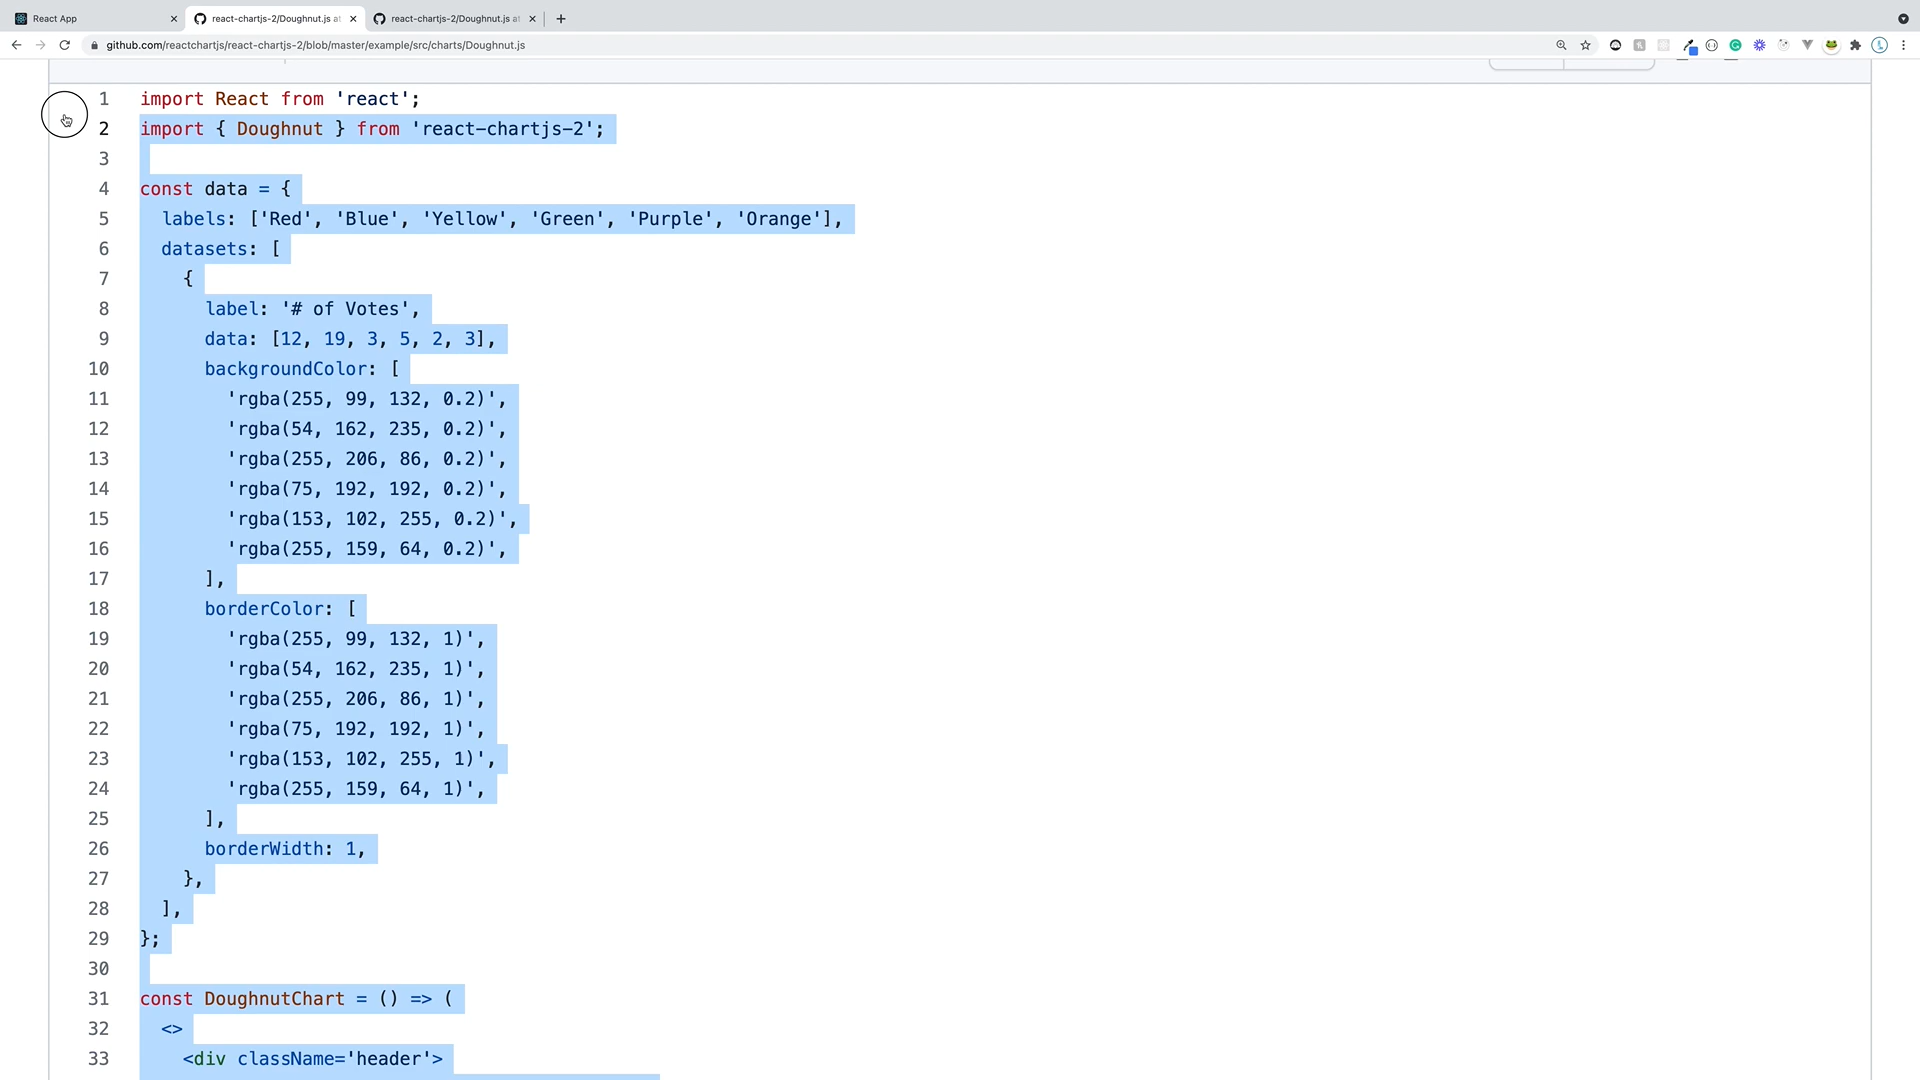 React App
react-chartjs-2/Doughnut.js at
react-chartjs-2/Doughnut.js at
github.com/reactchartjs/react-chartjs-2/blob/master/example/src/charts/Doughnut.js
1 import React from 'react';
2 import { Doughnut } from 'react-chartjs-2';
3
4 const data = {
5 labels: ['Red', 'Blue', 'Yellow', 'Green', 'Purple', 'Orange'],
6 datasets: [
7 {
8 label: '# of Votes',
9 data: [12, 19, 3, 5, 2, 3],
10 backgroundColor: [
11 'rgba(255, 99, 132, 0.2)',
12 'rgba(54, 162, 235, 0.2)',
13 'rgba(255, 206, 86, 0.2)',
14 'rgba(75, 192, 192, 0.2)',
15 'rgba(153, 102, 255, 0.2)',
16 'rgba(255, 159, 64, 0.2)',
17 ],
18 borderColor: [
19 'rgba(255, 99, 132, 1)',
20 'rgba(54, 162, 235, 1)',
21 'rgba(255, 206, 86, 1)',
22 'rgba(75, 192, 192, 1)',
23 'rgba(153, 102, 255, 1)',
24 'rgba(255, 159, 64, 1)',
25 ],
26 borderWidth: 1,
27 },
28 ],
29 };
30
31 const DoughnutChart = () => (
32 <>
33 <div className='header'>